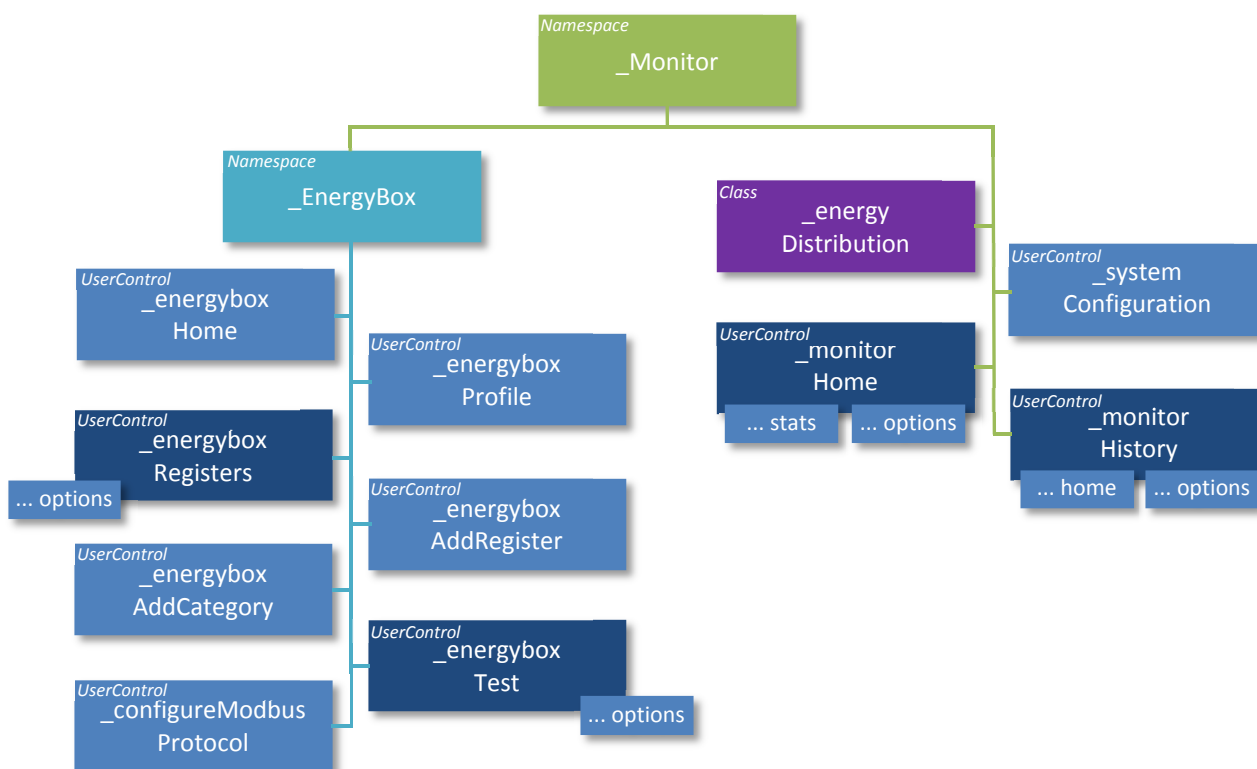 Namespace
_Monitor
Namespace
_EnergyBox
UserControl
_energybox
Home
UserControl
_energybox
Profile
UserControl
_energybox
Registers
... options
UserControl
_energybox
AddRegister
UserControl
_energybox
AddCategory
UserControl
_energybox
Test
... options
UserControl
_configureModbus
Protocol
Class
_energy
Distribution
UserControl
_system
Configuration
UserControl
_monitor
Home
... stats
... options
UserControl
_monitor
History
... home
... options